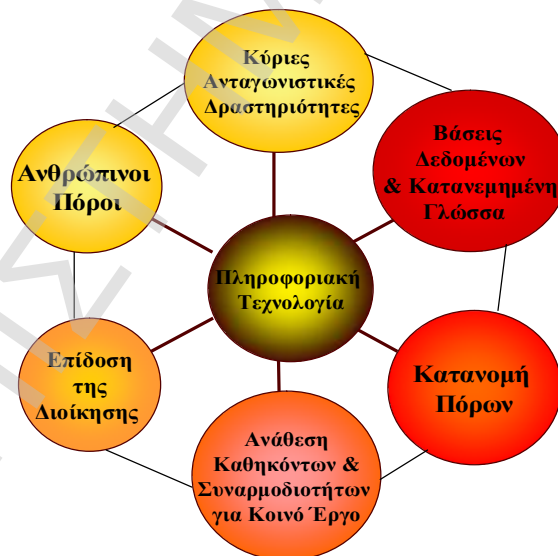 Κύριες
Ανταγωνιστικές
Δραστηριότητες
Βάσεις
Δεδομένων
& Κατανεμημένη
Γλώσσα
Ανθρώπινοι
Πόροι
Πληροφοριακή
Τεχνολογία
Επίδοση
της
Διοίκησης
Κατανομή
Πόρων
Ανάθεση
Καθηκόντων &
Συναρμοδιοτήτων
για Κοινό Έργο